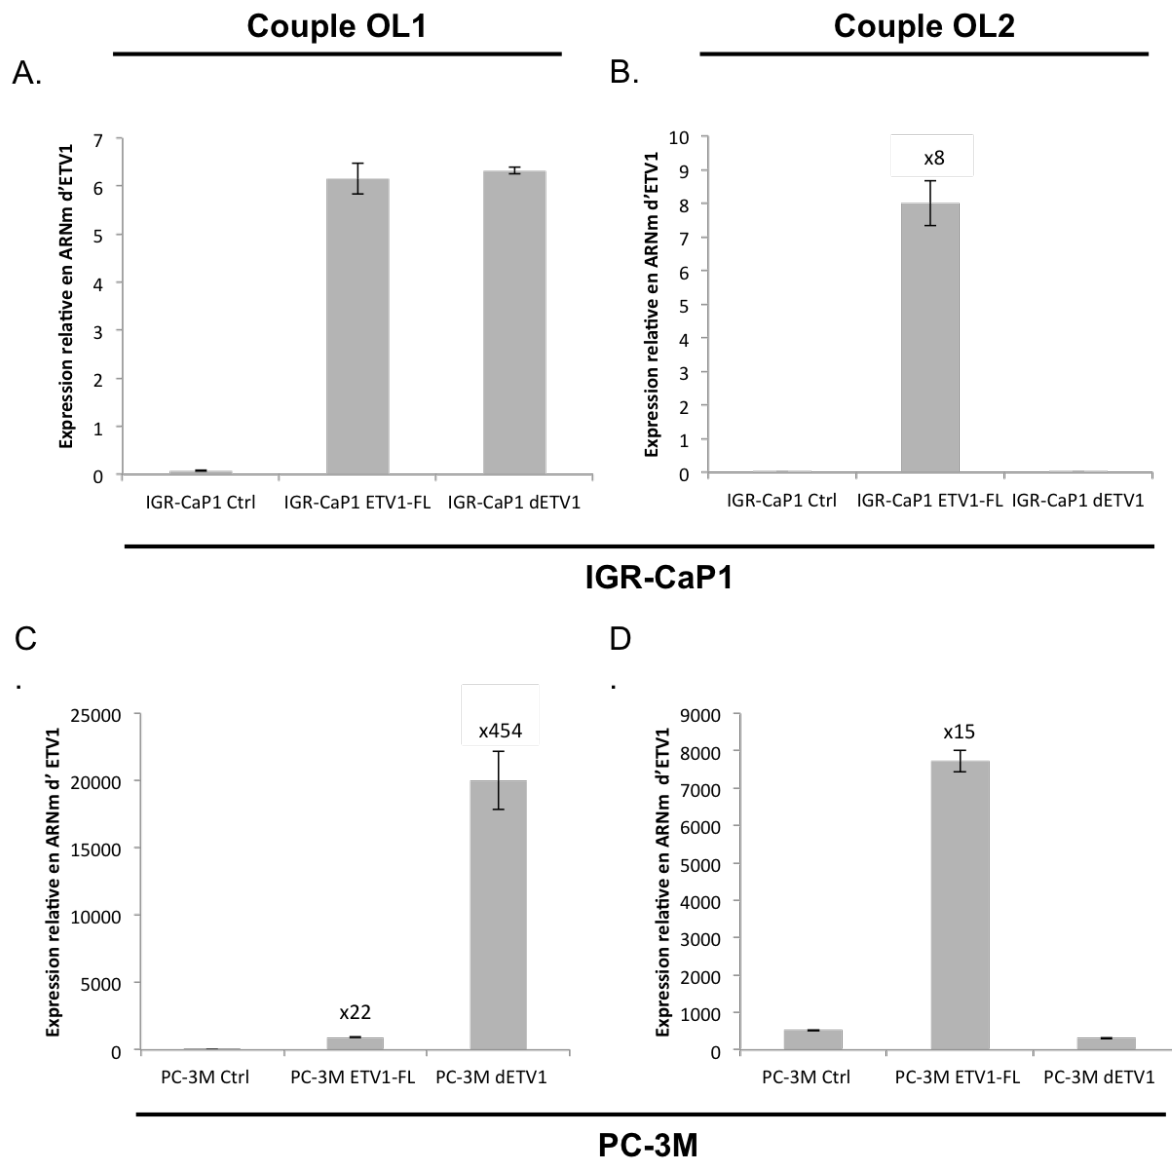 Couple OL1
Couple OL2
A.
B.
Expression relative en ARNm d'ETV1
7
6
5
4
3
2
1
0
IGR-CaP1 Ctrl
IGR-CaP1 ETV1-FL
IGR-CaP1 dETV1
Expression relative en ARNm d'ETV1
10
9
8
7
6
5
4
3
2
1
0
x8
IGR-CaP1 Ctrl
IGR-CaP1 ETV1-FL
IGR-CaP1 dETV1
IGR-CaP1
C
.
D
.
Expression relative en ARNm d' ETV1
25000
20000
15000
10000
5000
0
x22
x454
PC-3M Ctrl
PC-3M ETV1-FL
PC-3M dETV1
Expression relative en ARNm d'ETV1
9000
8000
7000
6000
5000
4000
3000
2000
1000
0
x15
PC-3M Ctrl
PC-3M ETV1-FL
PC-3M dETV1
PC-3M